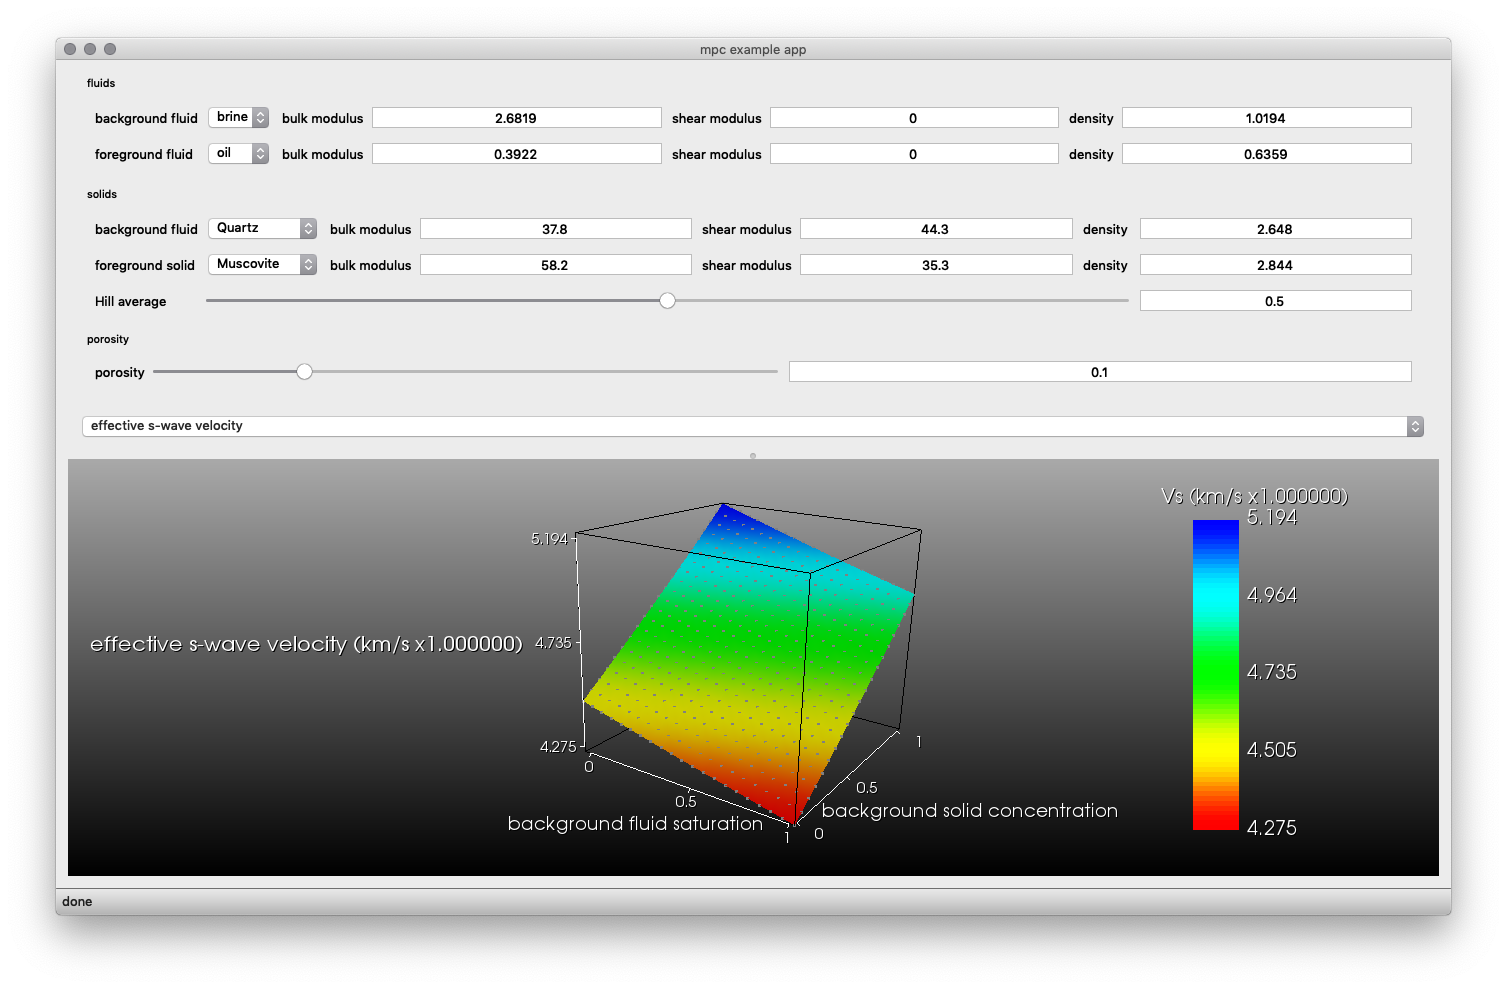 mpc example app
fluids
background fluid brine bulk modulus 2.6819 shear modulus 0 density 1.0194
foreground fluid oil bulk modulus 0.3922 shear modulus 0 density 0.6359
solids
background fluid Quartz bulk modulus 37.8 shear modulus 44.3 density 2.648
foreground solid Muscovite bulk modulus 58.2 shear modulus 35.3 density 2.844
Hill average 0.5
porosity
porosity 0.1
effective s-wave velocity
Vs (km/s x1.000000)
5.194
4.964
4.735
4.505
4.275
5.194
effective s-wave velocity (km/s x1.000000) 4.735
4.275
0
0.5
1
background fluid saturation
0
0.5
1
background solid concentration
done